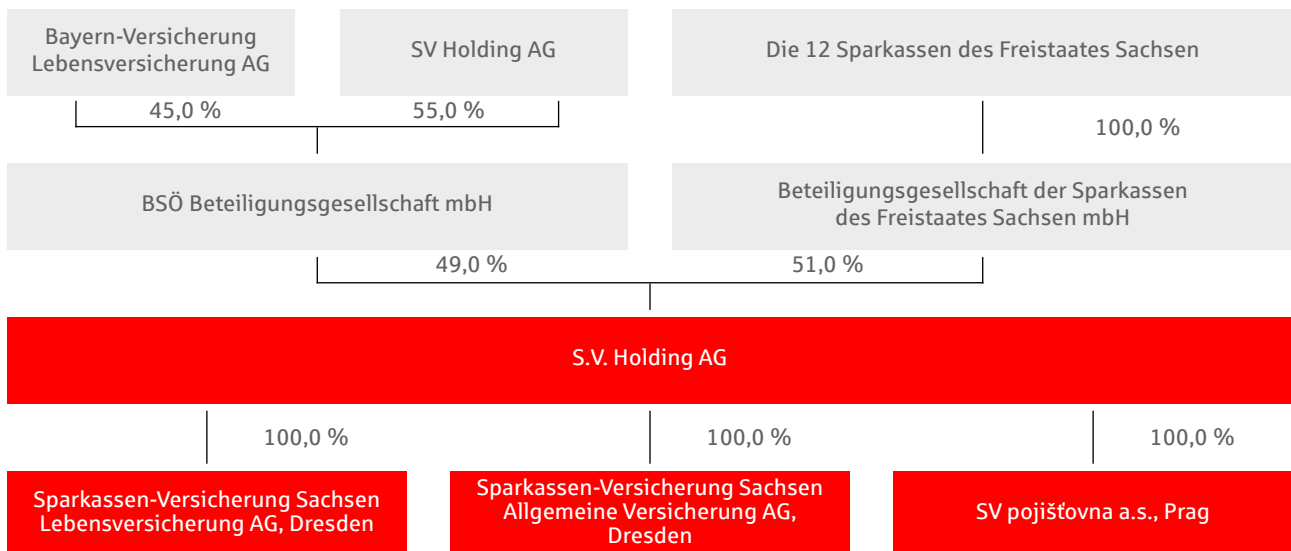 Bayern-Versicherung
Lebensversicherung AG
SV Holding AG
Die 12 Sparkassen des Freistaates Sachsen
45,0 %
55,0 %
100,0 %
BSÖ Beteiligungsgesellschaft mbH
Beteiligungsgesellschaft der Sparkassen
des Freistaates Sachsen mbH
49,0 %
51,0 %
S.V. Holding AG
100,0 %
100,0 %
100,0 %
Sparkassen-Versicherung Sachsen
Lebensversicherung AG, Dresden
Sparkassen-Versicherung Sachsen
Allgemeine Versicherung AG,
Dresden
SV pojišťovna a.s., Prag